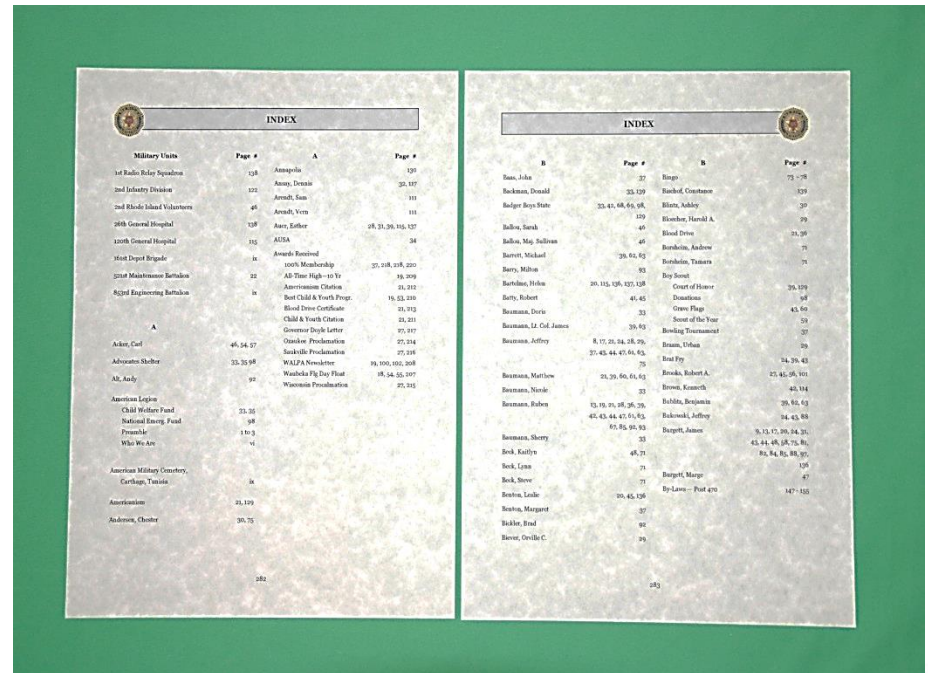 INDEX
Military Units Page #
1st Radio Relay Squadron 138
2nd Infantry Division 122
2nd Rhode Island Volunteers 46
26th General Hospital 138
120th General Hospital 115
161st Depot Brigade ix
521st Maintenance Battalion 22
853rd Engineering Battalion ix
A
Acker, Carl 46, 54, 57
Advocates Shelter 33, 35 98
Alt, Andy 92
American Legion
Child Welfare Fund 33, 35
National Emerg. Fund 98
Preamble 1 to 3
Who We Are vi
American Military Cemetery,
Carthage, Tunisia ix
Americanism 21, 129
Andersen, Chester 30, 75
A Page #
Annapolis 130
Ansay, Dennis 32, 117
Arendt, Sam 111
Arendt, Vern 111
Auer, Esther 28, 31, 39, 115, 137
AUSA 34
Awards Received
100% Membership 37, 218, 218, 220
All-Time High—10 Yr 19, 209
Americanism Citation 21, 212
Best Child & Youth Progr. 19, 53, 210
Blood Drive Certificate 21, 213
Child & Youth Citation 21, 211
Governor Doyle Letter 27, 217
Ozaukee Proclamation 27, 214
Saukville Proclamation 27, 216
WALPA Newsletter 19, 100, 102, 208
Waubeka Flg Day Float 18, 54, 55, 207
Wisconsin Procalmation 27, 215
282
INDEX
B Page #
Baas, John 37
Backman, Donald 33, 139
Badger Boys State 33, 42, 68, 69, 98,
129
Ballou, Sarah 46
Ballou, Maj. Sullivan 46
Barrett, Michael 39, 62, 63
Barry, Milton 93
Bartelme, Helen 20, 115, 136, 137, 138
Batty, Robert 41, 45
Baumann, Doris 33
Baumann, Lt. Col. James 39, 63
Baumann, Jeffrey 8, 17, 21, 24, 28, 29,
37, 43, 44, 47, 61, 63,
75
Baumann, Matthew 21, 39, 60, 61, 63
Baumann, Nicole 33
Baumann, Ruben 13, 19, 21, 28, 36, 39,
42, 43, 44, 47, 61, 63,
67, 85, 92, 93
Baumann, Sherry 33
Beck, Kaitlyn 48, 71
Beck, Lynn 71
Beck, Steve 71
Benton, Leslie 20, 45, 136
Benton, Margaret 37
Bickler, Brad 92
Biever, Orville C. 29
B Page #
Bingo 73 –78
Bischof, Constance 139
Blintz, Ashley 30
Bloecher, Harold A. 29
Blood Drive 21, 36
Borsheim, Andrew 71
Borsheim, Tamara 71
Boy Scout
Court of Honor 39, 129
Donations 98
Grave Flags 43, 60
Scout of the Year 59
Bowling Tournament 37
Braam, Urban 29
Brat Fry 24, 39, 43
Brooks, Robert A. 27, 45, 56, 101
Brown, Kenneth 42, 114
Bublitz, Benjamin 39, 62, 63
Bukowski, Jeffrey 24, 43, 88
Burgett, James 9, 13, 17, 20, 24, 31,
43, 44, 48, 58, 75, 81,
82, 84, 85, 88, 97,
136
Burgett, Marge 47
By-Laws — Post 470 147–155
283